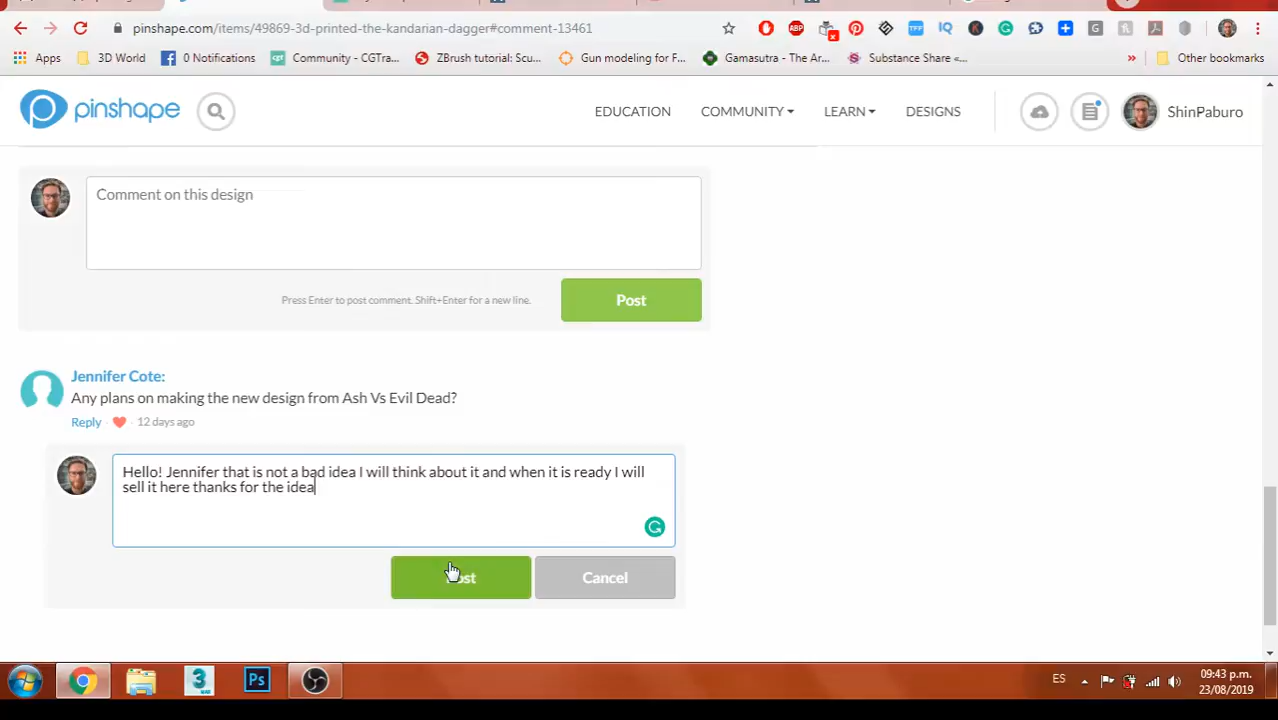 pinshape.com/items/49869-3d-printed-the-kandarian-dagger#comment-13461
Apps
3D World
0 Notifications
Community - CGTra...
ZBrush tutorial: Scu...
Gun modeling for F...
Gamasutra - The Ar...
Substance Share «...
»
Other bookmarks
pinshape
EDUCATION
COMMUNITY
LEARN
DESIGNS
ShinPaburo
Comment on this design
Press Enter to post comment. Shift+Enter for a new line.
Post
Jennifer Cote:
Any plans on making the new design from Ash Vs Evil Dead?
Reply
12 days ago
Hello! Jennifer that is not a bad idea I will think about it and when it is ready I will
sell it here thanks for the idea
Cancel
ES
09:43 p.m.
23/08/2019